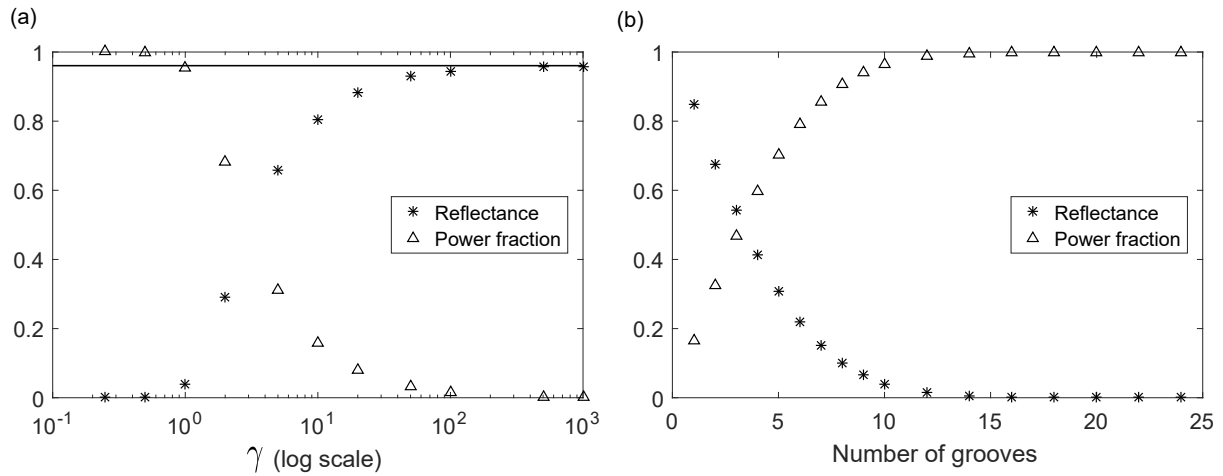 (a)
1
0.8
0.6
0.4
0.2
0
Reflectance
Power fraction
10^-1 10^0 10^1 10^2 10^3
γ (log scale)
(b)
1
0.8
0.6
0.4
0.2
0
Reflectance
Power fraction
0 5 10 15 20 25
Number of grooves